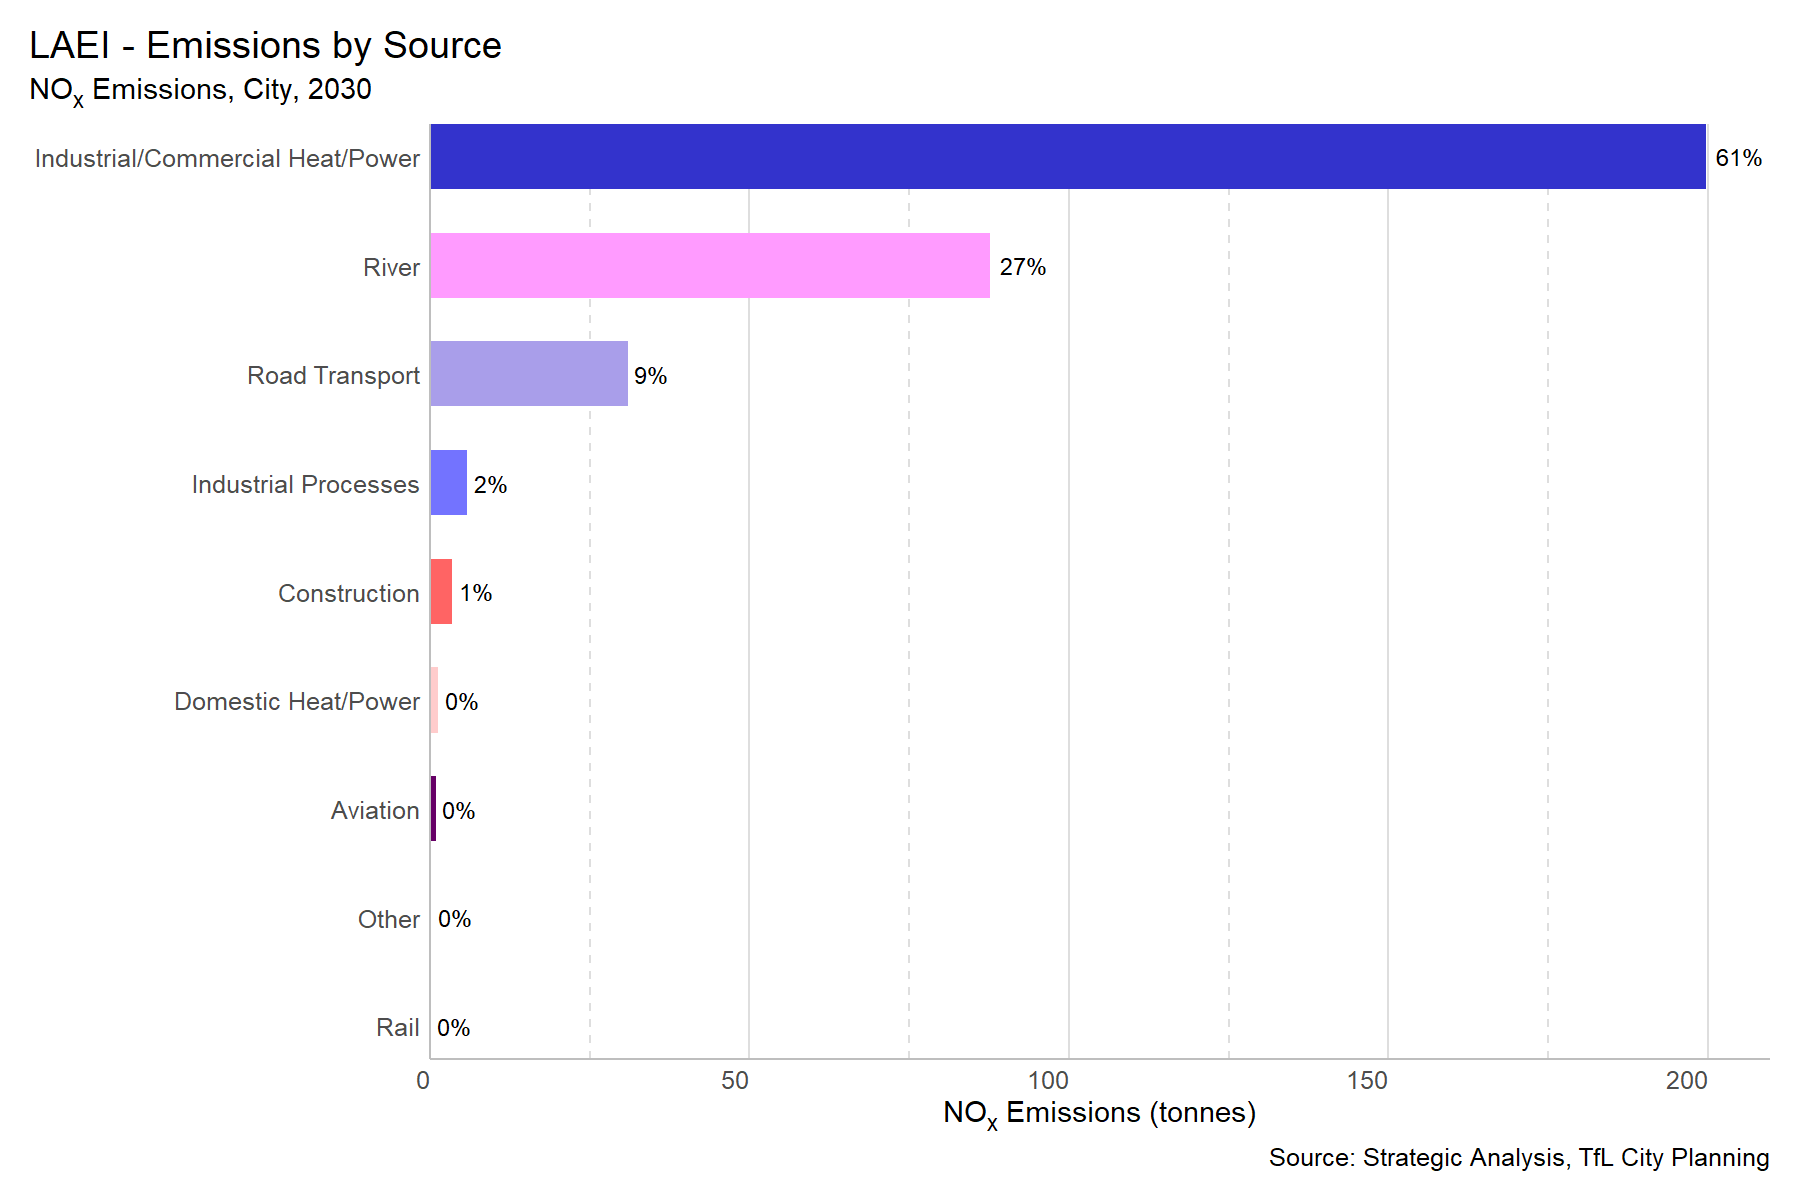 LAEI - Emissions by Source
NOx Emissions, City, 2030
Industrial/Commercial Heat/Power 61%
River 27%
Road Transport 9%
Industrial Processes 2%
Construction 1%
Domestic Heat/Power 0%
Aviation 0%
Other 0%
Rail 0%
0 50 100 150 200
NOx Emissions (tonnes)
Source: Strategic Analysis, TfL City Planning